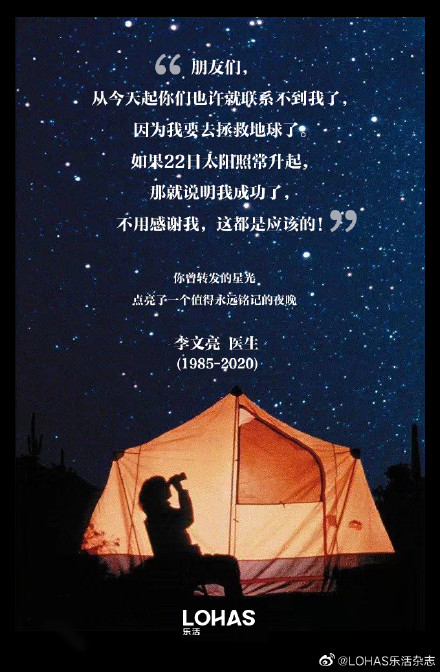 “朋友们，
从今天起你们也许就联系不到我了，
因为我要去拯救地球了。
如果22日太阳照常升起，
那就说明我成功了，
不用感谢我，这都是应该的！”
你曾转发的星光
点亮了一个值得永远铭记的夜晚
李文亮 医生
(1985-2020)
LOHAS
乐活
@LOHAS乐活杂志